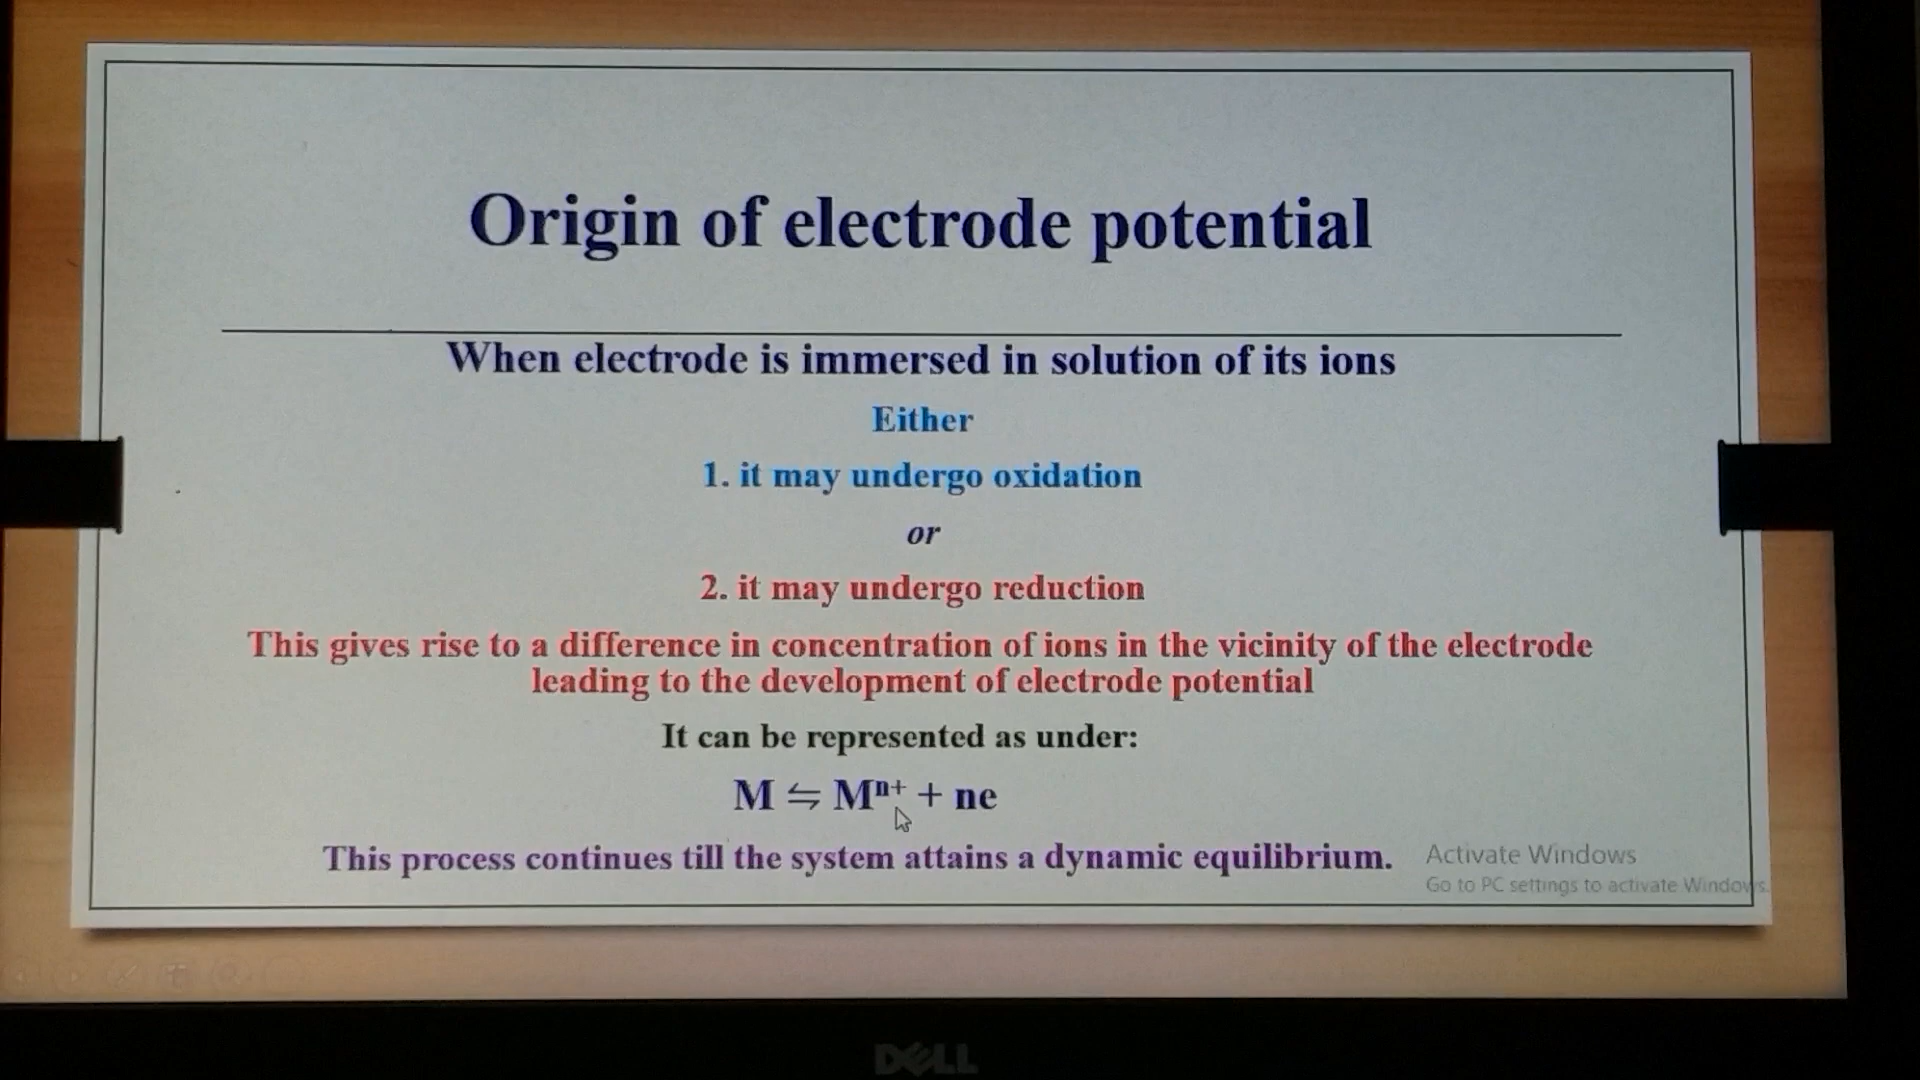 Origin of electrode potential
When electrode is immersed in solution of its ions
Either
1. it may undergo oxidation
or
2. it may undergo reduction
This gives rise to a difference in concentration of ions in the vicinity of the electrode
leading to the development of electrode potential
It can be represented as under:
M ⇋ Mⁿ⁺ + ne
This process continues till the system attains a dynamic equilibrium.
Activate Windows
Go to PC settings to activate Windows.
DELL